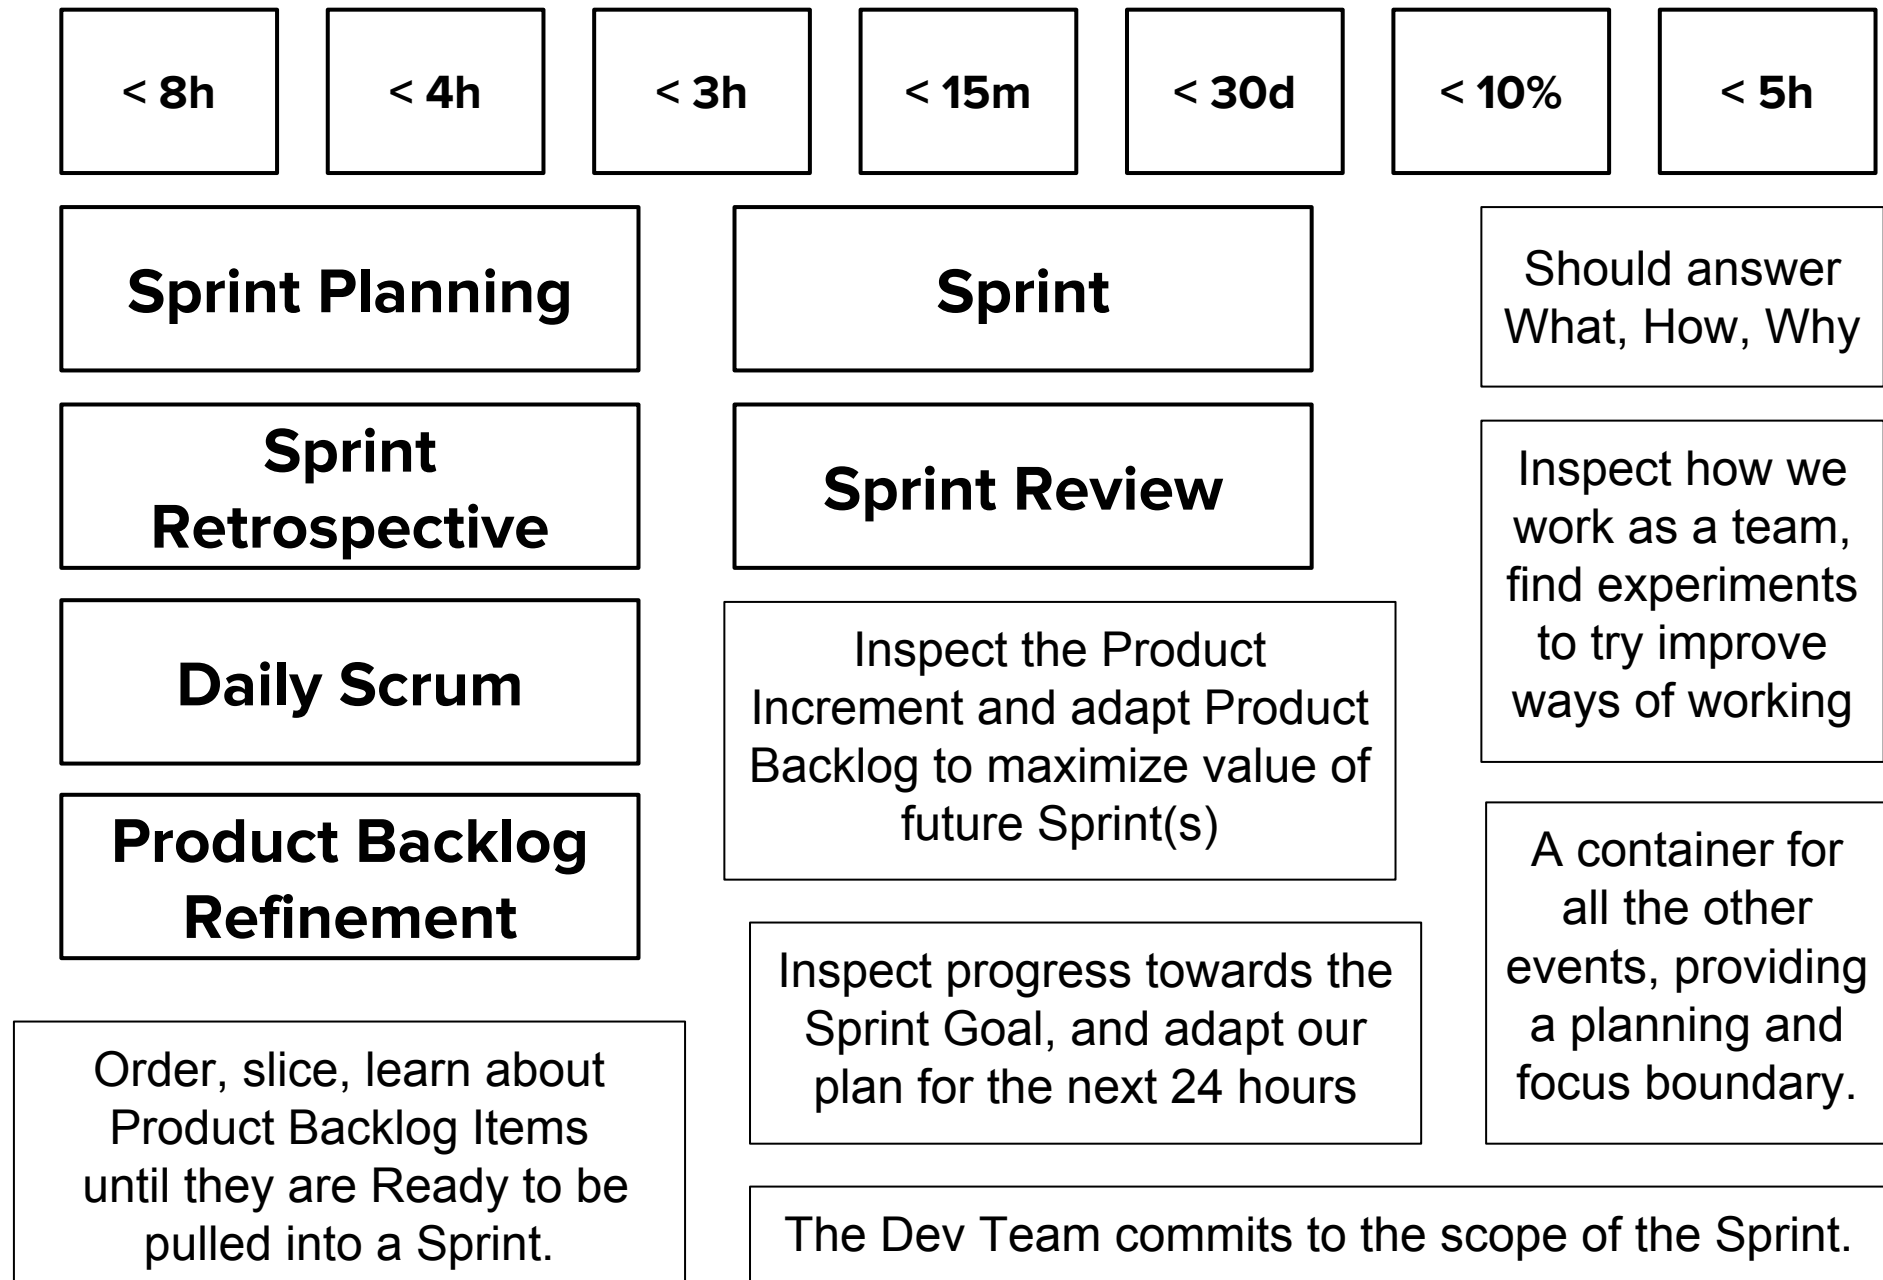 < 8h
< 4h
< 3h
< 15m
< 30d
< 10%
< 5h
Sprint Planning
Sprint
Should answer
What, How, Why
Sprint
Retrospective
Sprint Review
Inspect how we
work as a team,
find experiments
to try improve
ways of working
Daily Scrum
Inspect the Product
Increment and adapt Product
Backlog to maximize value of
future Sprint(s)
Product Backlog
Refinement
A container for
all the other
events, providing
a planning and
focus boundary.
Inspect progress towards the
Sprint Goal, and adapt our
plan for the next 24 hours
Order, slice, learn about
Product Backlog Items
until they are Ready to be
pulled into a Sprint.
The Dev Team commits to the scope of the Sprint.